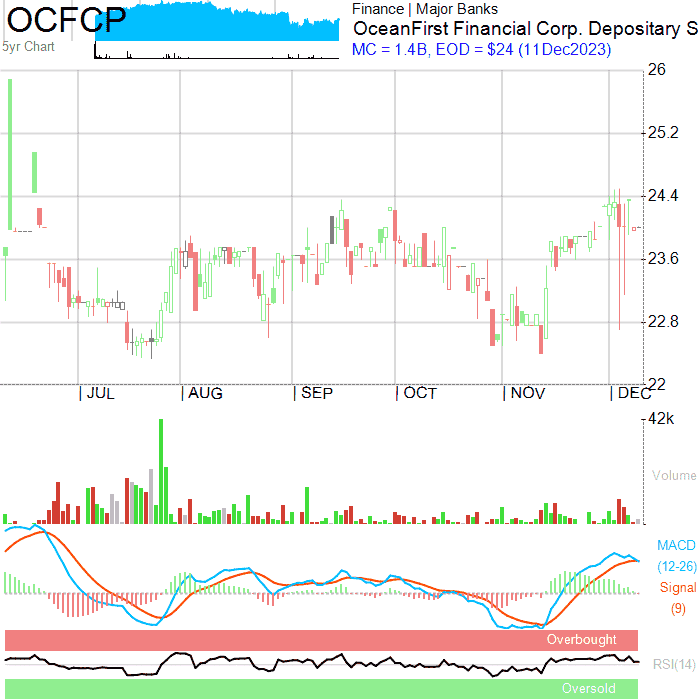 OCFCP
5yr Chart
Finance | Major Banks
OceanFirst Financial Corp. Depositary S
MC = 1.4B, EOD = $24 (11Dec2023)
26
25.2
24.4
23.6
22.8
22
JUL AUG SEP OCT NOV DEC
42k
Volume
MACD
(12-26)
Signal
(9)
Overbought
RSI(14)
Oversold